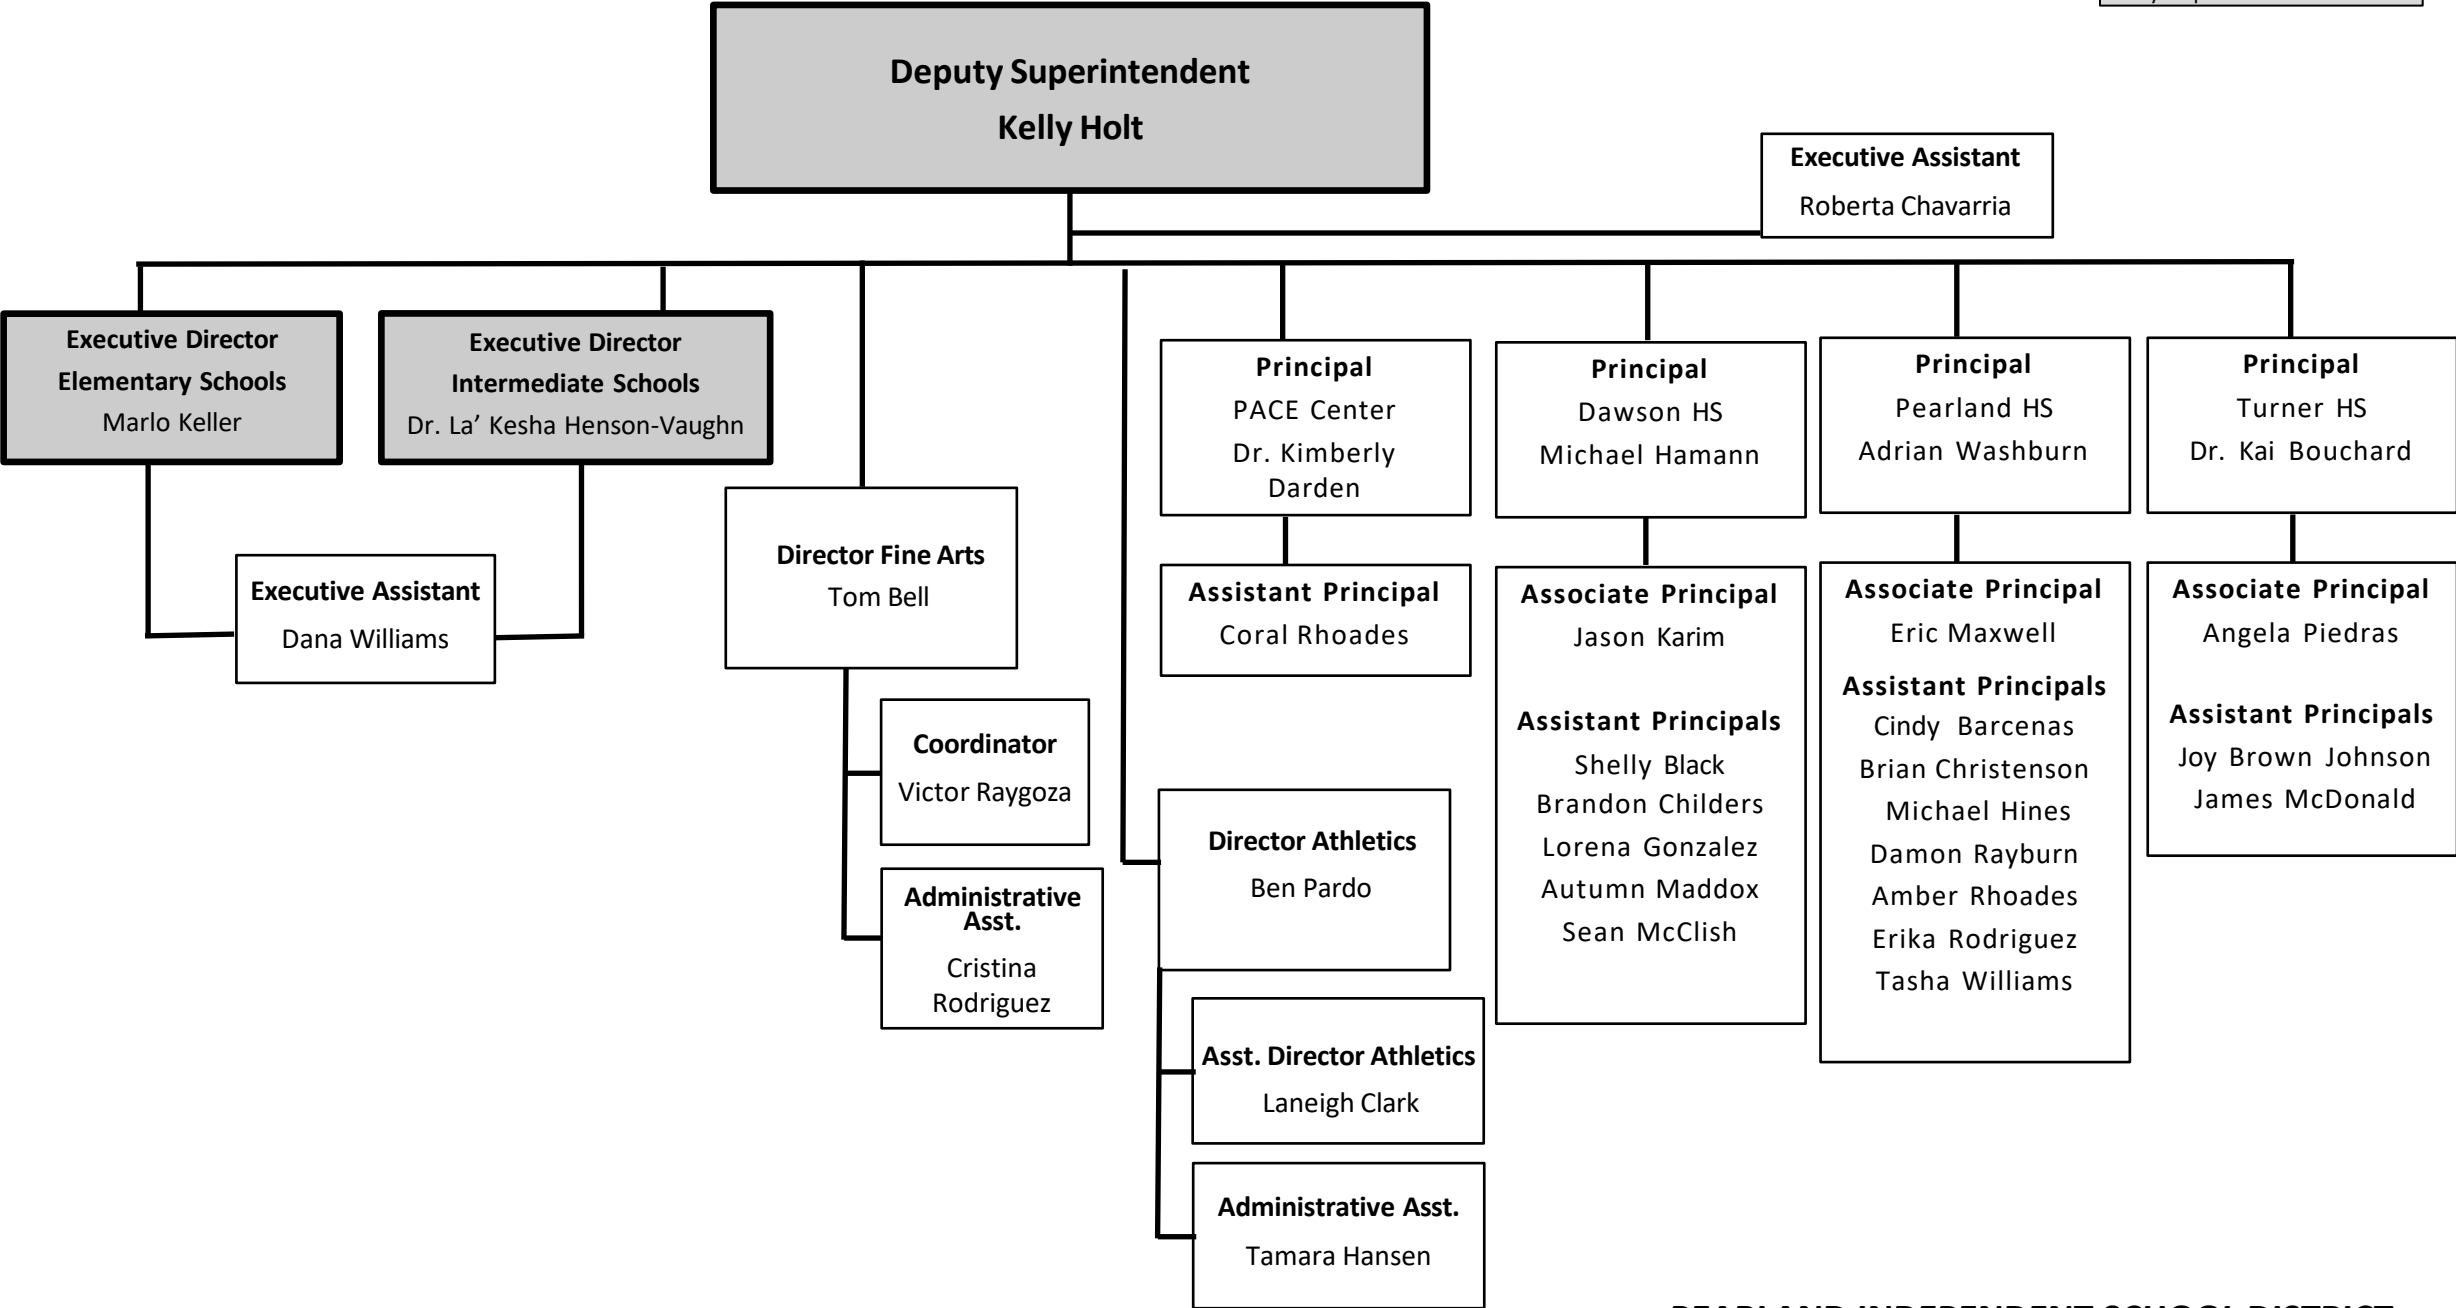 Deputy Superintendent
Kelly Holt
Executive Assistant
Roberta Chavarria
Executive Director
Elementary Schools
Marlo Keller
Executive Director
Intermediate Schools
Dr. La’ Kesha Henson-Vaughn
Executive Assistant
Dana Williams
Director Fine Arts
Tom Bell
Coordinator
Victor Raygoza
Administrative
Asst.
Cristina
Rodriguez
Director Athletics
Ben Pardo
Asst. Director Athletics
Laneigh Clark
Administrative Asst.
Tamara Hansen
Principal
PACE Center
Dr. Kimberly
Darden
Assistant Principal
Coral Rhoades
Principal
Dawson HS
Michael Hamann
Associate Principal
Jason Karim
Assistant Principals
Shelly Black
Brandon Childers
Lorena Gonzalez
Autumn Maddox
Sean McClish
Principal
Pearland HS
Adrian Washburn
Associate Principal
Eric Maxwell
Assistant Principals
Cindy Barcenas
Brian Christenson
Michael Hines
Damon Rayburn
Amber Rhoades
Erika Rodriguez
Tasha Williams
Principal
Turner HS
Dr. Kai Bouchard
Associate Principal
Angela Piedras
Assistant Principals
Joy Brown Johnson
James McDonald
PEARLAND INDEPENDENT SCHOOL DISTRICT